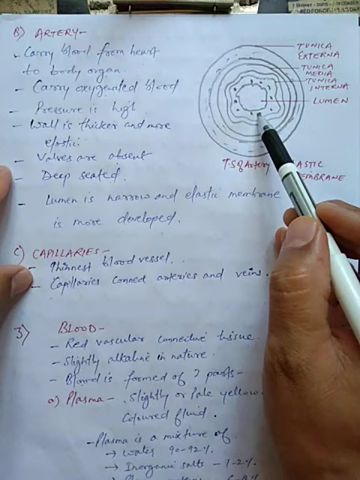 B) ARTERY-
- Carry blood from heart
to body organ.
- Carry oxygenated blood
- Pressure is high
- Wall is thicker and more
elastic.
- Valves are absent
- Deep seated.
- Lumen is narrow and elastic membrane
is more developed.
TUNICA
EXTERNA
TUNICA
MEDIA
TUNICA
INTERNA
LUMEN
T.S of Artery
ASTIC
MEMBRANE
C) CAPILLARIES-
- Thinnest blood vessel.
- Capillaries connect arteries and veins.
3) BLOOD-
- Red vascular connective tissue
- Slightly alkaline in nature.
- Blood is formed of 2 parts-
a) Plasma- Slightly or pale yellow
coloured fluid.
- Plasma is a mixture of
→ water 90-92%
→ Inorganic salts - 1-2%